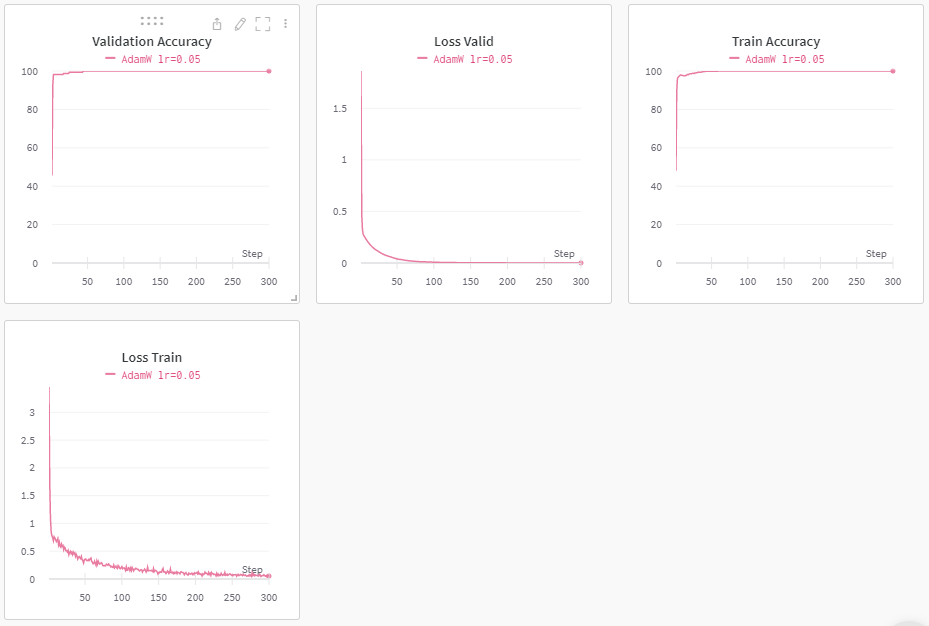 Validation Accuracy
AdamW lr=0.05
100
80
60
40
20
0
Step
50 100 150 200 250 300
Loss Valid
AdamW lr=0.05
1.5
1
0.5
0
Step
50 100 150 200 250 300
Train Accuracy
AdamW lr=0.05
100
80
60
40
20
0
Step
50 100 150 200 250 300
Loss Train
AdamW lr=0.05
3
2.5
2
1.5
1
0.5
0
Step
50 100 150 200 250 300